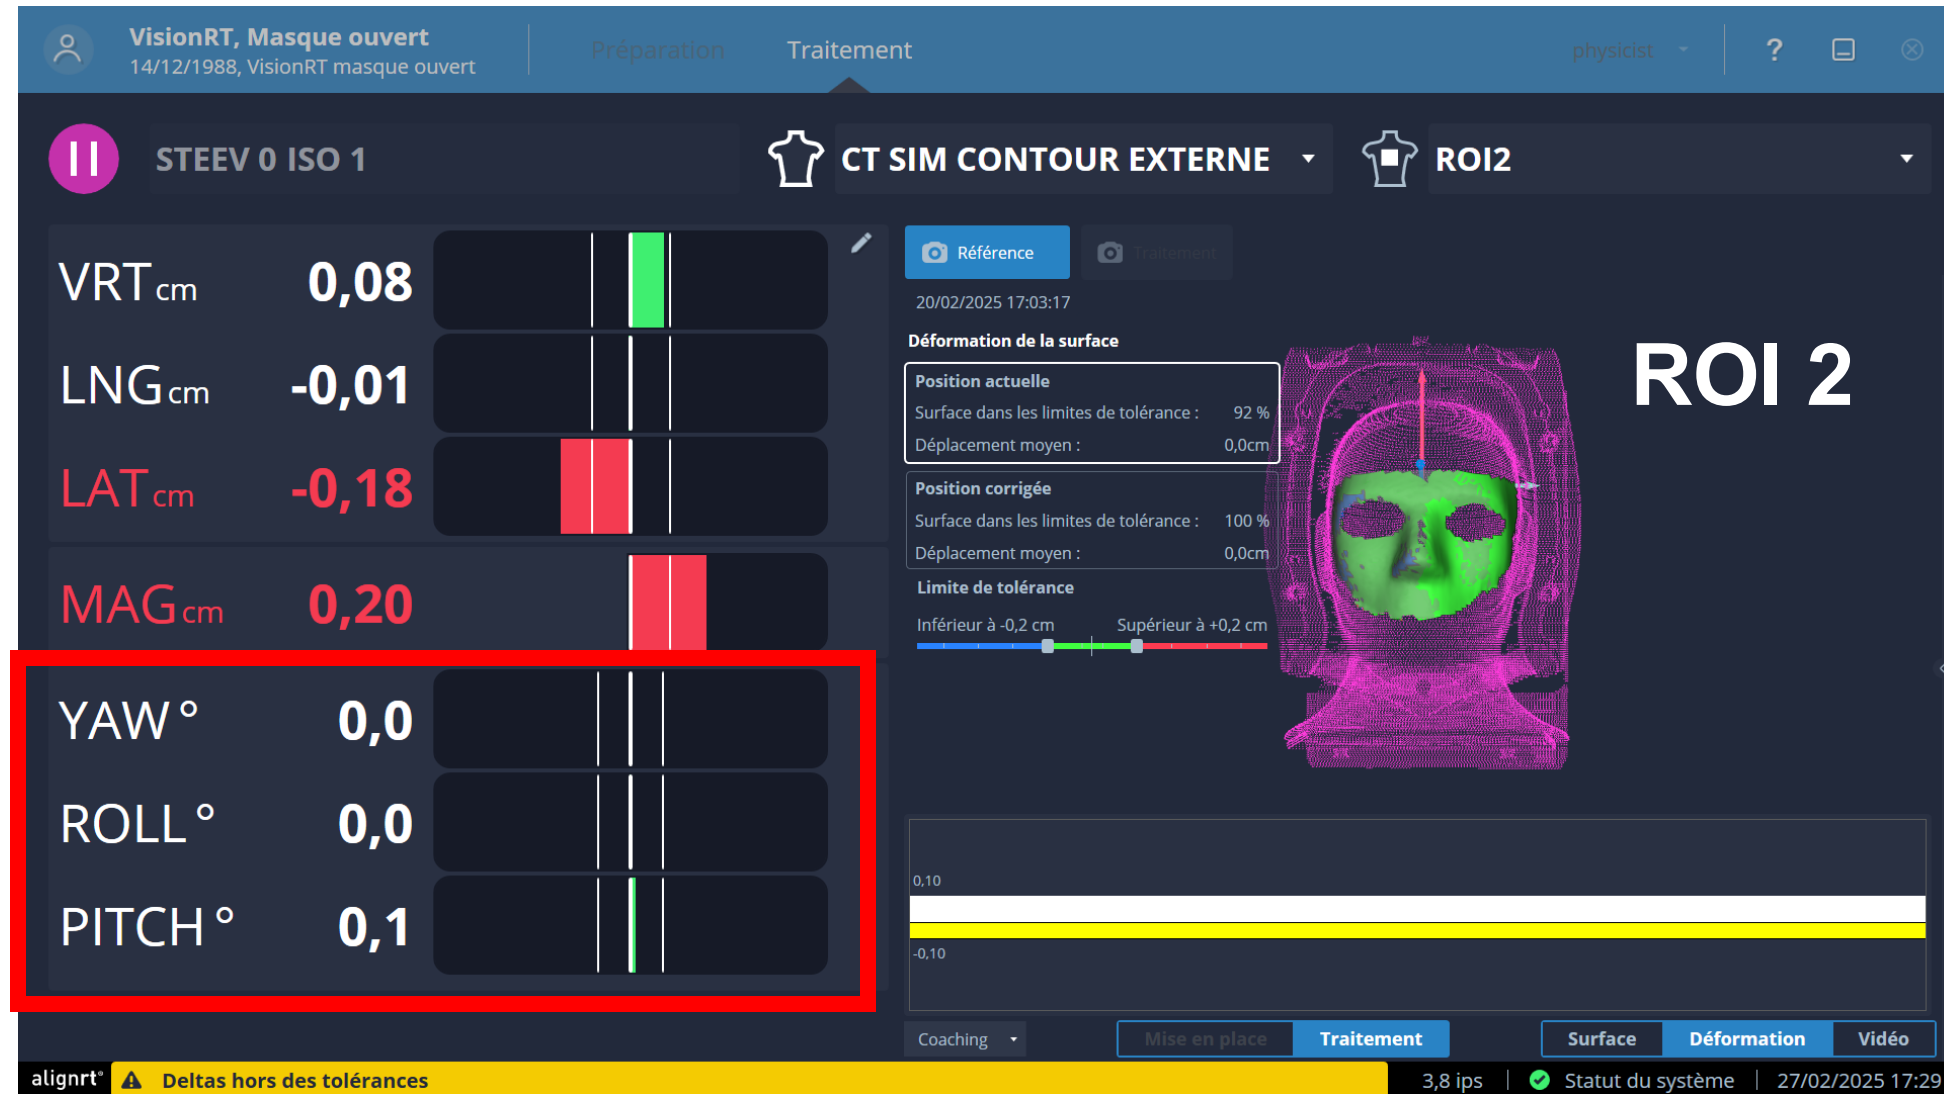 VisionRT, Masque ouvert
14/12/1988, VisionRT masque ouvert
Préparation
Traitement
physicist
?
STEEV 0 ISO 1
CT SIM CONTOUR EXTERNE
ROI2
VRT cm 0,08
LNG cm -0,01
LAT cm -0,18
MAG cm 0,20
YAW ° 0,0
ROLL ° 0,0
PITCH ° 0,1
Référence
Traitement
20/02/2025 17:03:17
Déformation de la surface
Position actuelle
Surface dans les limites de tolérance : 92 %
Déplacement moyen : 0,0cm
Position corrigée
Surface dans les limites de tolérance : 100 %
Déplacement moyen : 0,0cm
Limite de tolérance
Inférieur à -0,2 cm Supérieur à +0,2 cm
ROI 2
0,10
-0,10
Coaching
Mise en place
Traitement
Surface
Déformation
Vidéo
alignrt°
Deltas hors des tolérances
3,8 ips
Statut du système
27/02/2025 17:29